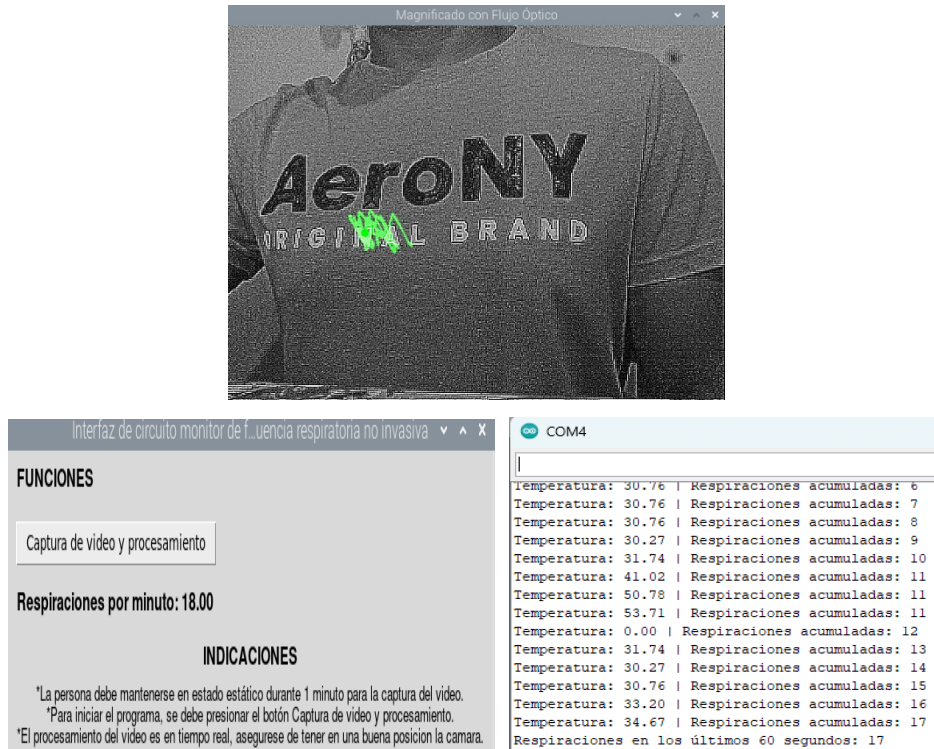 Magnificado con Flujo Óptico
AeroNY
ORIGINAL BRAND
Interfaz de circuito monitor de f...uencia respiratoria no invasiva
FUNCIONES
Captura de video y procesamiento
Respiraciones por minuto: 18.00
INDICACIONES
*La persona debe mantenerse en estado estático durante 1 minuto para la captura del video.
*Para iniciar el programa, se debe presionar el botón Captura de video y procesamiento.
*El procesamiento del video es en tiempo real, asegurese de tener en una buena posicion la camara.
COM4
Temperatura: 30.76 | Respiraciones acumuladas: 6
Temperatura: 30.76 | Respiraciones acumuladas: 7
Temperatura: 30.76 | Respiraciones acumuladas: 8
Temperatura: 30.27 | Respiraciones acumuladas: 9
Temperatura: 31.74 | Respiraciones acumuladas: 10
Temperatura: 41.02 | Respiraciones acumuladas: 11
Temperatura: 50.78 | Respiraciones acumuladas: 11
Temperatura: 53.71 | Respiraciones acumuladas: 11
Temperatura: 0.00 | Respiraciones acumuladas: 12
Temperatura: 31.74 | Respiraciones acumuladas: 13
Temperatura: 30.27 | Respiraciones acumuladas: 14
Temperatura: 30.76 | Respiraciones acumuladas: 15
Temperatura: 33.20 | Respiraciones acumuladas: 16
Temperatura: 34.67 | Respiraciones acumuladas: 17
Respiraciones en los últimos 60 segundos: 17